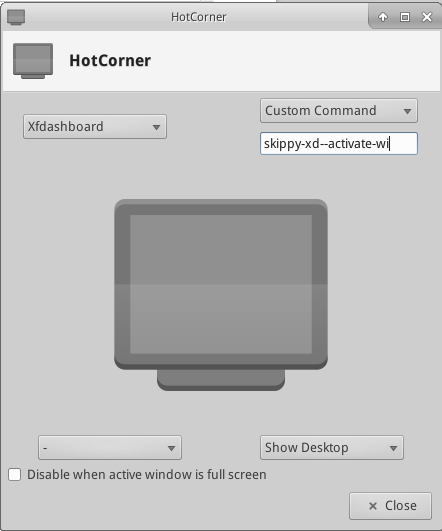 HotCorner
HotCorner
Xfdashboard
Custom Command
skippy-xd--activate-wi
-
Show Desktop
Disable when active window is full screen
Close